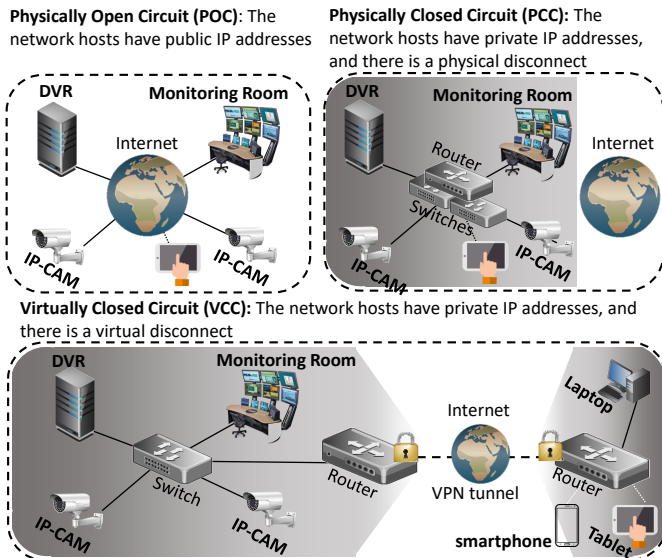 Physically Open Circuit (POC): The
network hosts have public IP addresses
DVR
Monitoring Room
Internet
IP-CAM
IP-CAM
Physically Closed Circuit (PCC): The
network hosts have private IP addresses,
and there is a physical disconnect
DVR
Monitoring Room
Router
Switches
IP-CAM
IP-CAM
Virtually Closed Circuit (VCC): The network hosts have private IP addresses, and
there is a virtual disconnect
DVR
Monitoring Room
Switch
IP-CAM
IP-CAM
Router
Internet
VPN tunnel
Laptop
Router
smartphone
Tablet